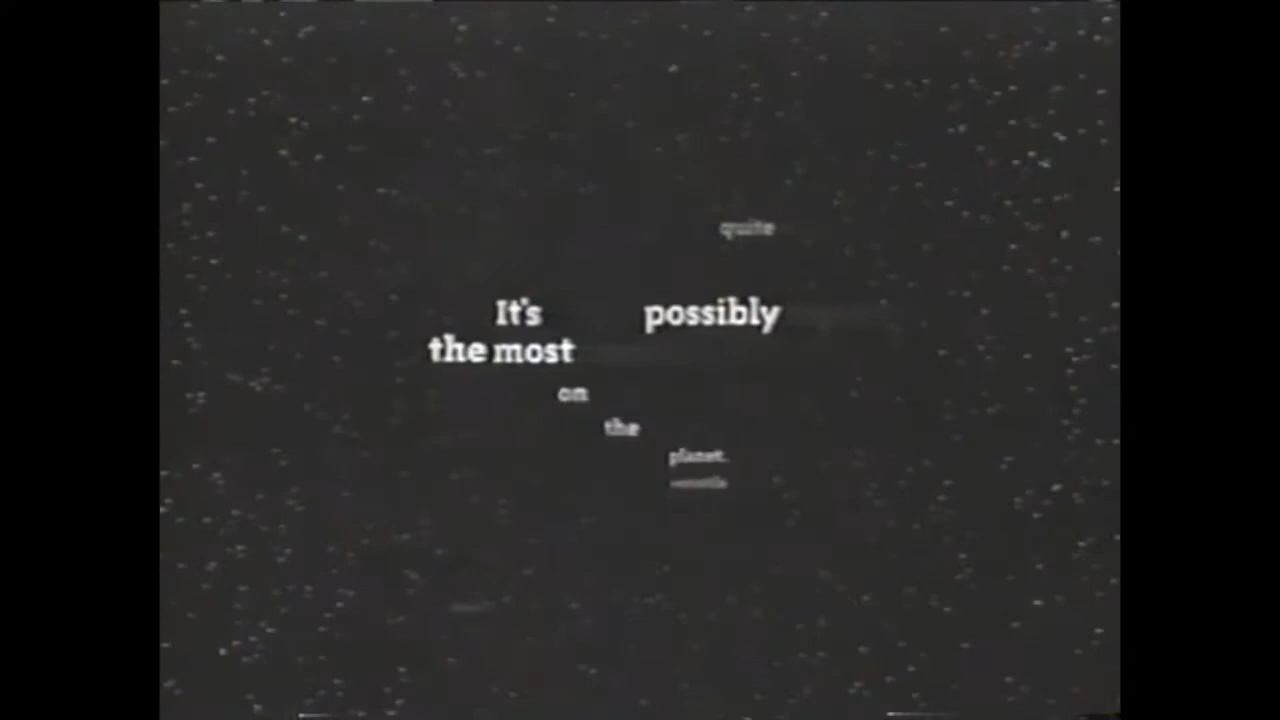 quite
It's possibly
the most
on
the
planet.